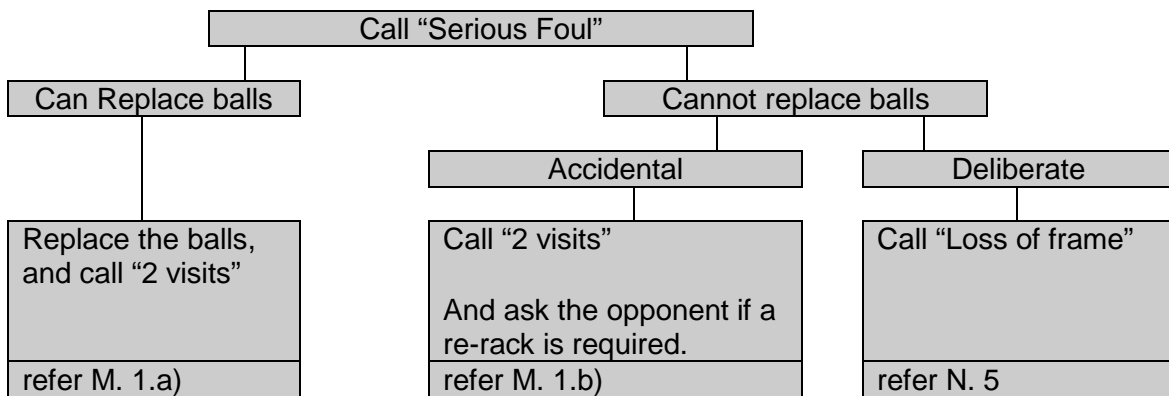 Call “Serious Foul”
Can Replace balls
Cannot replace balls
Accidental
Deliberate
Replace the balls,
and call “2 visits”
refer M. 1.a)
Call “2 visits”
And ask the opponent if a
re-rack is required.
refer M. 1.b)
Call “Loss of frame”
refer N. 5